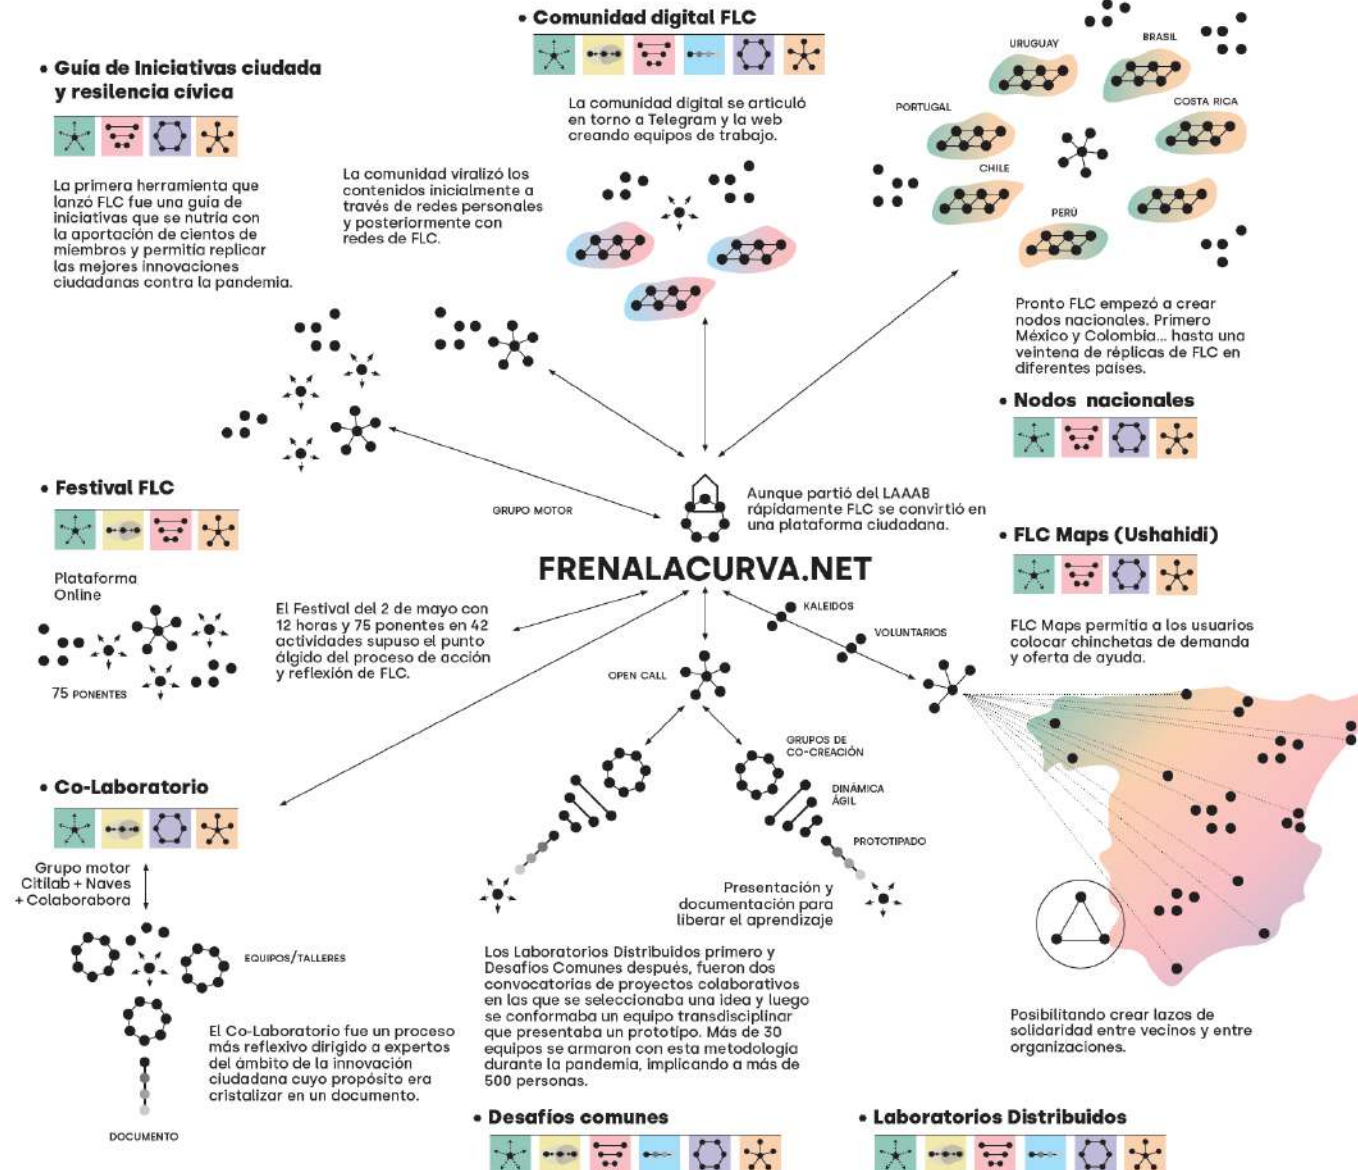 • Comunidad digital FLC
La comunidad digital se articuló
en torno a Telegram y la web
creando equipos de trabajo.
• Guía de Iniciativas ciudada
y resilencia cívica
La primera herramienta que
lanzó FLC fue una guía de
iniciativas que se nutría con
la aportación de cientos de
miembros y permitía replicar
las mejores innovaciones
ciudadanas contra la pandemia.
La comunidad viralizó los
contenidos inicialmente a
través de redes personales
y posteriormente con
redes de FLC.
URUGUAY
BRASIL
PORTUGAL
COSTA RICA
CHILE
PERÚ
Pronto FLC empezó a crear
nodos nacionales. Primero
México y Colombia... hasta una
veintena de réplicas de FLC en
diferentes países.
• Nodos nacionales
GRUPO MOTOR
Aunque partió del LAAAB
rápidamente FLC se convirtió en
una plataforma ciudadana.
FRENALACURVA.NET
• Festival FLC
Plataforma
Online
75 PONENTES
El Festival del 2 de mayo con
12 horas y 75 ponentes en 42
actividades supuso el punto
álgido del proceso de acción
y reflexión de FLC.
• FLC Maps (Ushahidi)
FLC Maps permitia a los usuarios
colocar chinchetas de demanda
y oferta de ayuda.
KALEIDOS
VOLUNTARIOS
OPEN CALL
GRUPOS DE
CO-CREACIÓN
DINÁMICA
ÁGIL
PROTOTIPADO
Presentación y
documentación para
liberar el aprendizaje
• Co-Laboratorio
Grupo motor
Citilab + Naves
+ Colaborabora
EQUIPOS/TALLERES
El Co-Laboratorio fue un proceso
más reflexivo dirigido a expertos
del ámbito de la innovación
ciudadana cuyo propósito era
cristalizar en un documento.
DOCUMENTO
Los Laboratorios Distribuidos primero y
Desafíos Comunes después, fueron dos
convocatorias de proyectos colaborativos
en las que se seleccionaba una idea y luego
se conformaba un equipo transdisciplinar
que presentaba un prototipo. Más de 30
equipos se armaron con esta metodología
durante la pandemia, implicando a más de
500 personas.
Posibilitando crear lazos de
solidaridad entre vecinos y entre
organizaciones.
• Desafíos comunes
• Laboratorios Distribuidos